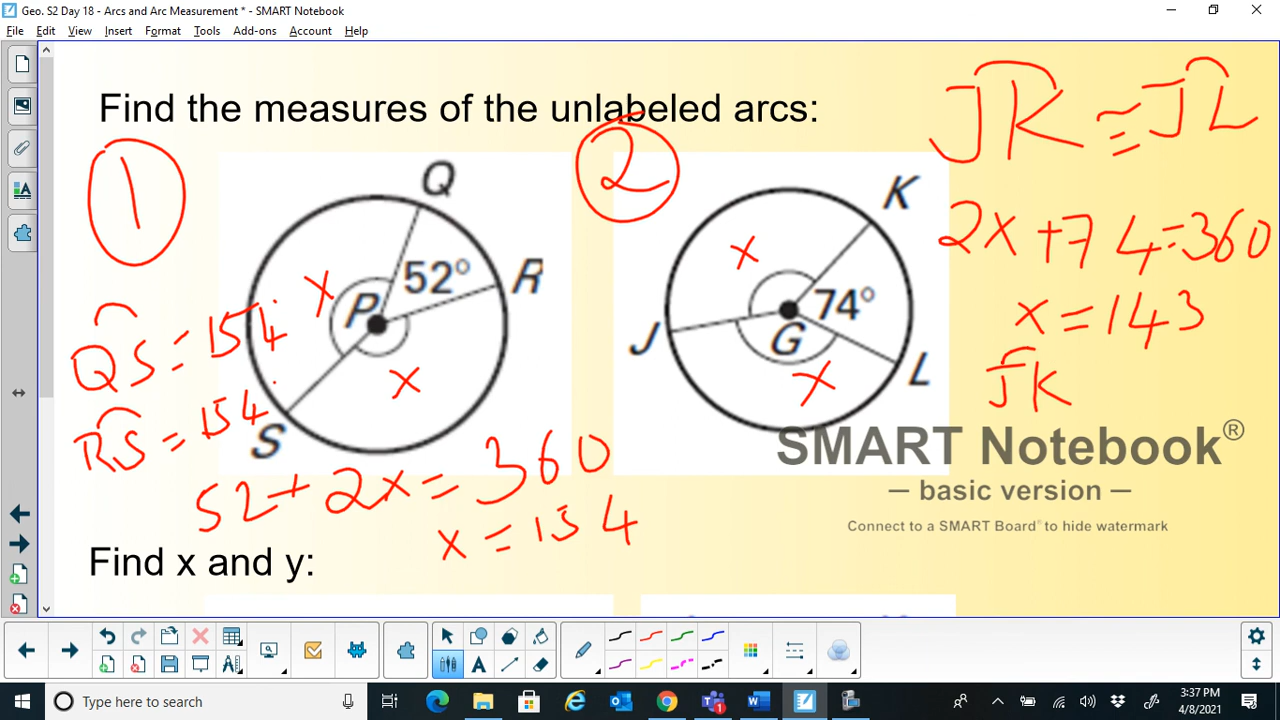 Geo. S2 Day 18 - Arcs and Arc Measurement * - SMART Notebook
File Edit View Insert Format Tools Add-ons Account Help
Find the measures of the unlabeled arcs:
JK ≅ JL
1
2
Q
K
2x + 74 = 360
x
52°
R
x
74°
P
QS = 154
x = 143
J
G
L
x
x
JK
RS = 154
S
SMART Notebook®
— basic version —
Connect to a SMART Board® to hide watermark
52 + 2x = 360
x = 154
Find x and y:
A
Type here to search
1
W
3:37 PM
4/8/2021